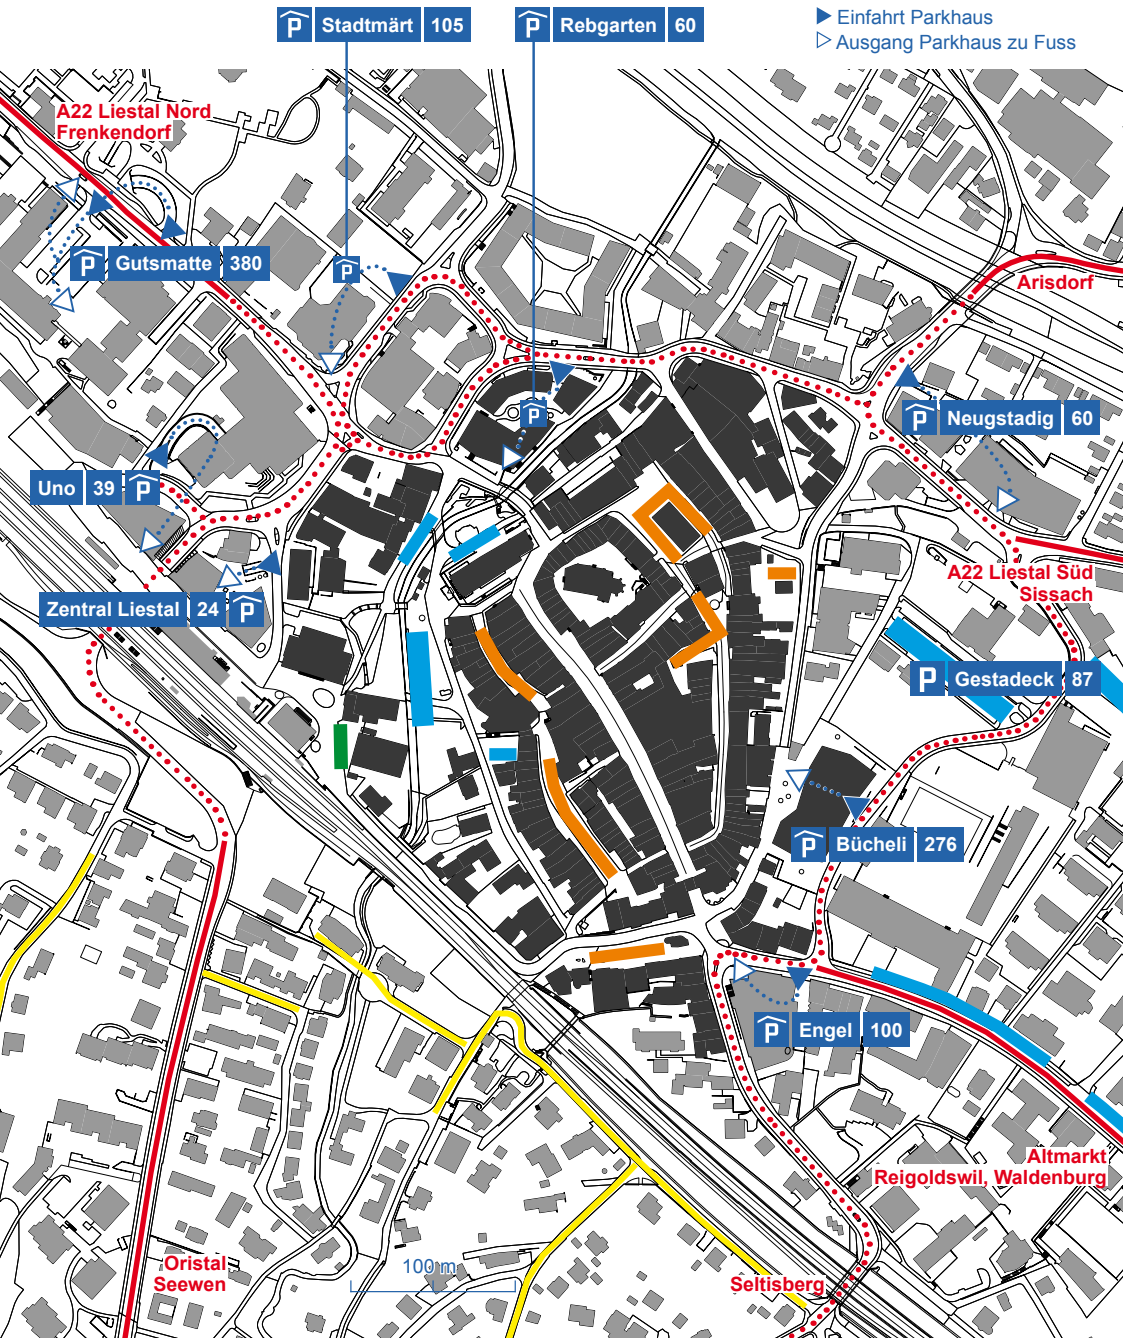 P Stadtmärt 105
P Rebgarten 60
Einfahrt Parkhaus
Ausgang Parkhaus zu Fuss
A22 Liestal Nord
Frenkendorf
P Gutsmatte 380
P
Arisdorf
P
P Neugstadig 60
Uno 39 P
A22 Liestal Süd
Sissach
Zentral Liestal 24 P
P Gestadeck 87
P Bücheli 276
P Engel 100
Altmarkt
Reigoldswil, Waldenburg
Oristal
Seewen
100 m
Seltisberg